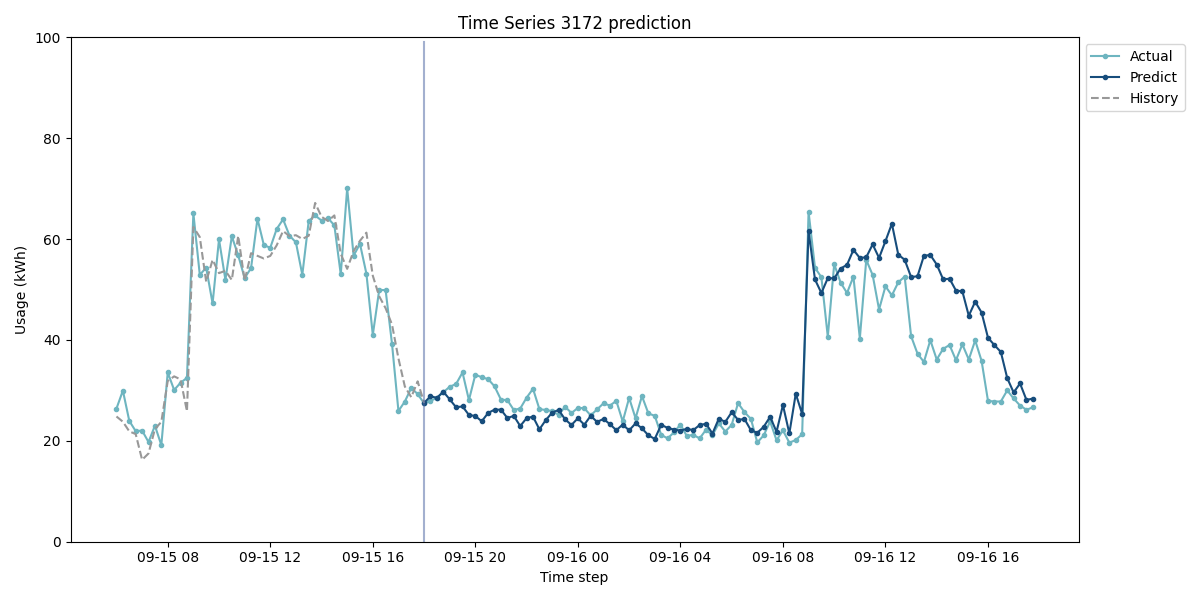 Time Series 3172 prediction
Actual
Predict
History
Usage (kWh)
100
80
60
40
20
0
09-15 08
09-15 12
09-15 16
09-15 20
09-16 00
09-16 04
09-16 08
09-16 12
09-16 16
Time step